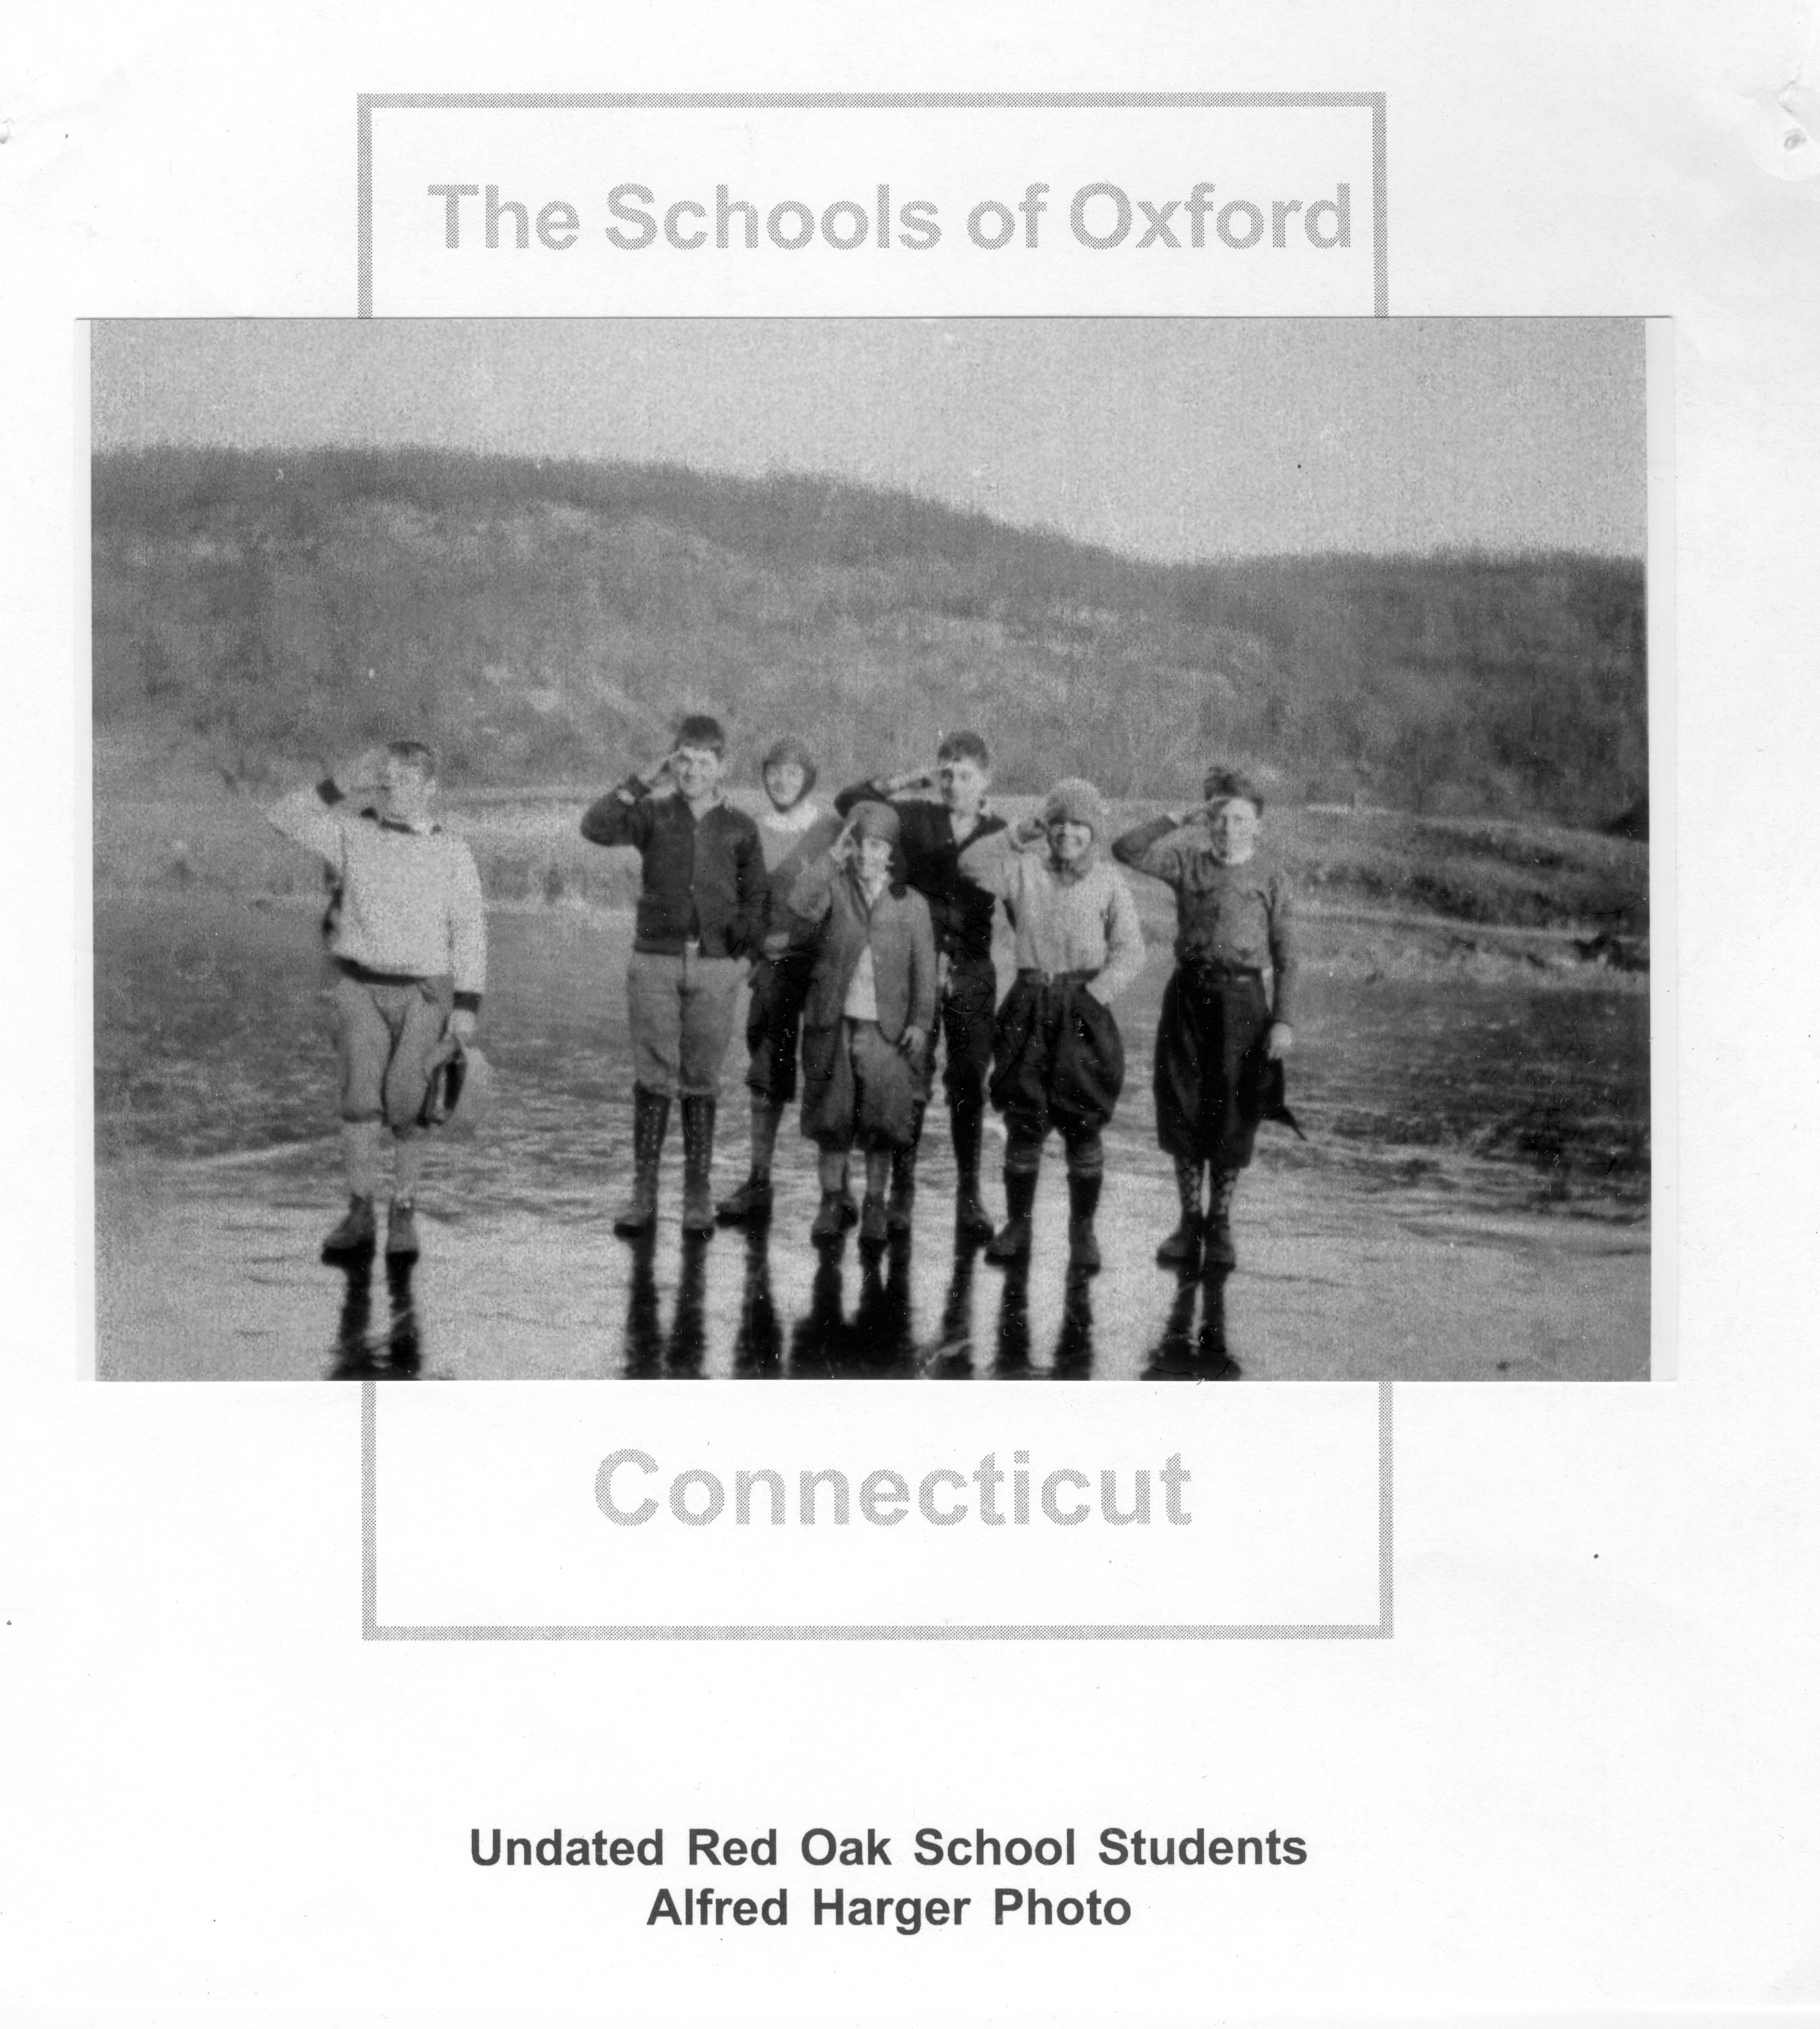 The Schools of Oxford
Connecticut
Undated Red Oak School Students
Alfred Harger Photo